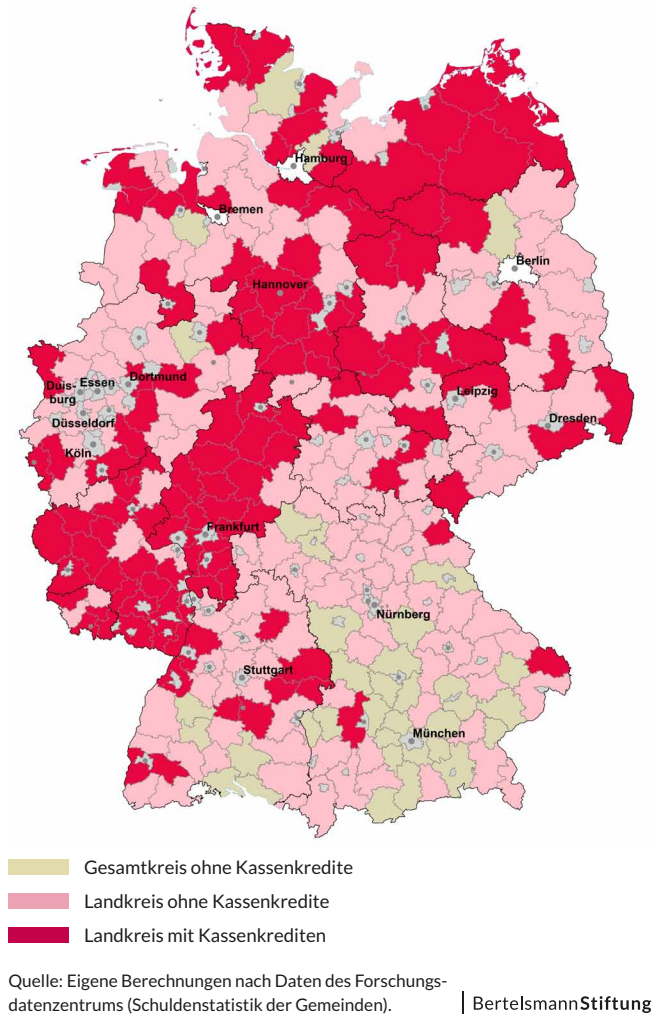 Hamburg
Bremen
Berlin
Hannover
Duis-
burg
Essen
Dortmund
Düsseldorf
Köln
Leipzig
Dresden
Frankfurt
Nürnberg
Stuttgart
München
Gesamtkreis ohne Kassenkredite
Landkreis ohne Kassenkredite
Landkreis mit Kassenkrediten
Quelle: Eigene Berechnungen nach Daten des Forschungs-
datenzentrums (Schuldenstatistik der Gemeinden).
BertelsmannStiftung